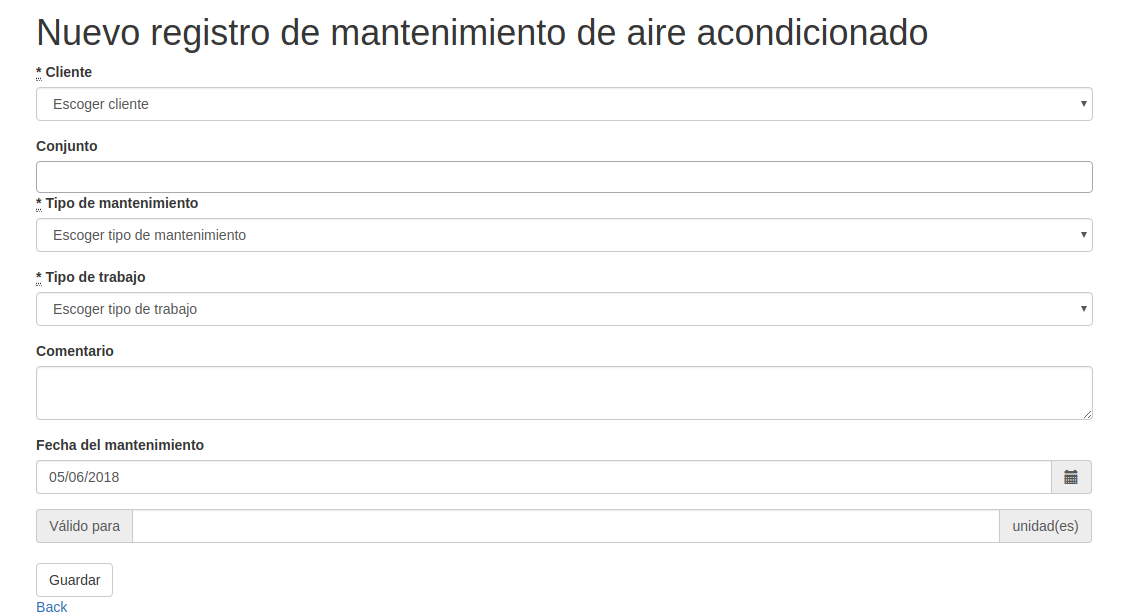 Nuevo registro de mantenimiento de aire acondicionado
* Cliente
Escoger cliente
Conjunto
* Tipo de mantenimiento
Escoger tipo de mantenimiento
* Tipo de trabajo
Escoger tipo de trabajo
Comentario
Fecha del mantenimiento
05/06/2018
Válido para unidad(es)
Guardar
Back